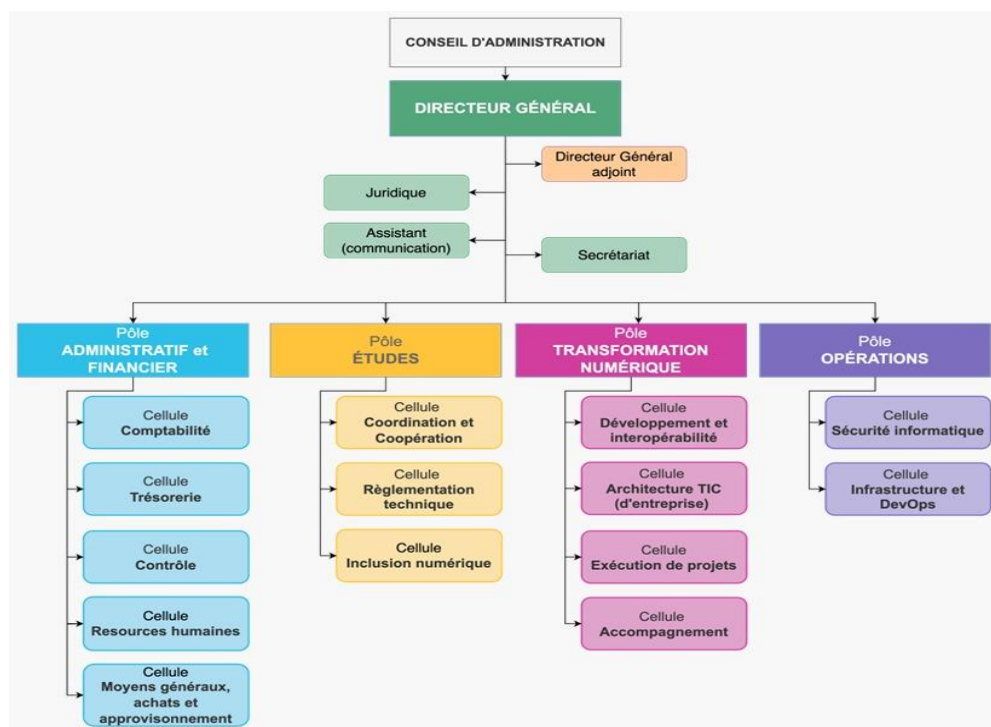 CONSEIL D'ADMINISTRATION
DIRECTEUR GÉNÉRAL
Directeur Général
adjoint
Juridique
Assistant
(communication)
Secrétariat
Pôle
ADMINISTRATIF et
FINANCIER
Cellule
Comptabilité
Cellule
Trésorerie
Cellule
Contrôle
Cellule
Resources humaines
Cellule
Moyens généraux,
achats et
approvisonnement
Pôle
ÉTUDES
Cellule
Coordination et
Coopération
Cellule
Règlementation
technique
Cellule
Inclusion numérique
Pôle
TRANSFORMATION
NUMÉRIQUE
Cellule
Développement et
interopérabilité
Cellule
Architecture TIC
(d'entreprise)
Cellule
Exécution de projets
Cellule
Accompagnement
Pôle
OPÉRATIONS
Cellule
Sécurité informatique
Cellule
Infrastructure et
DevOps